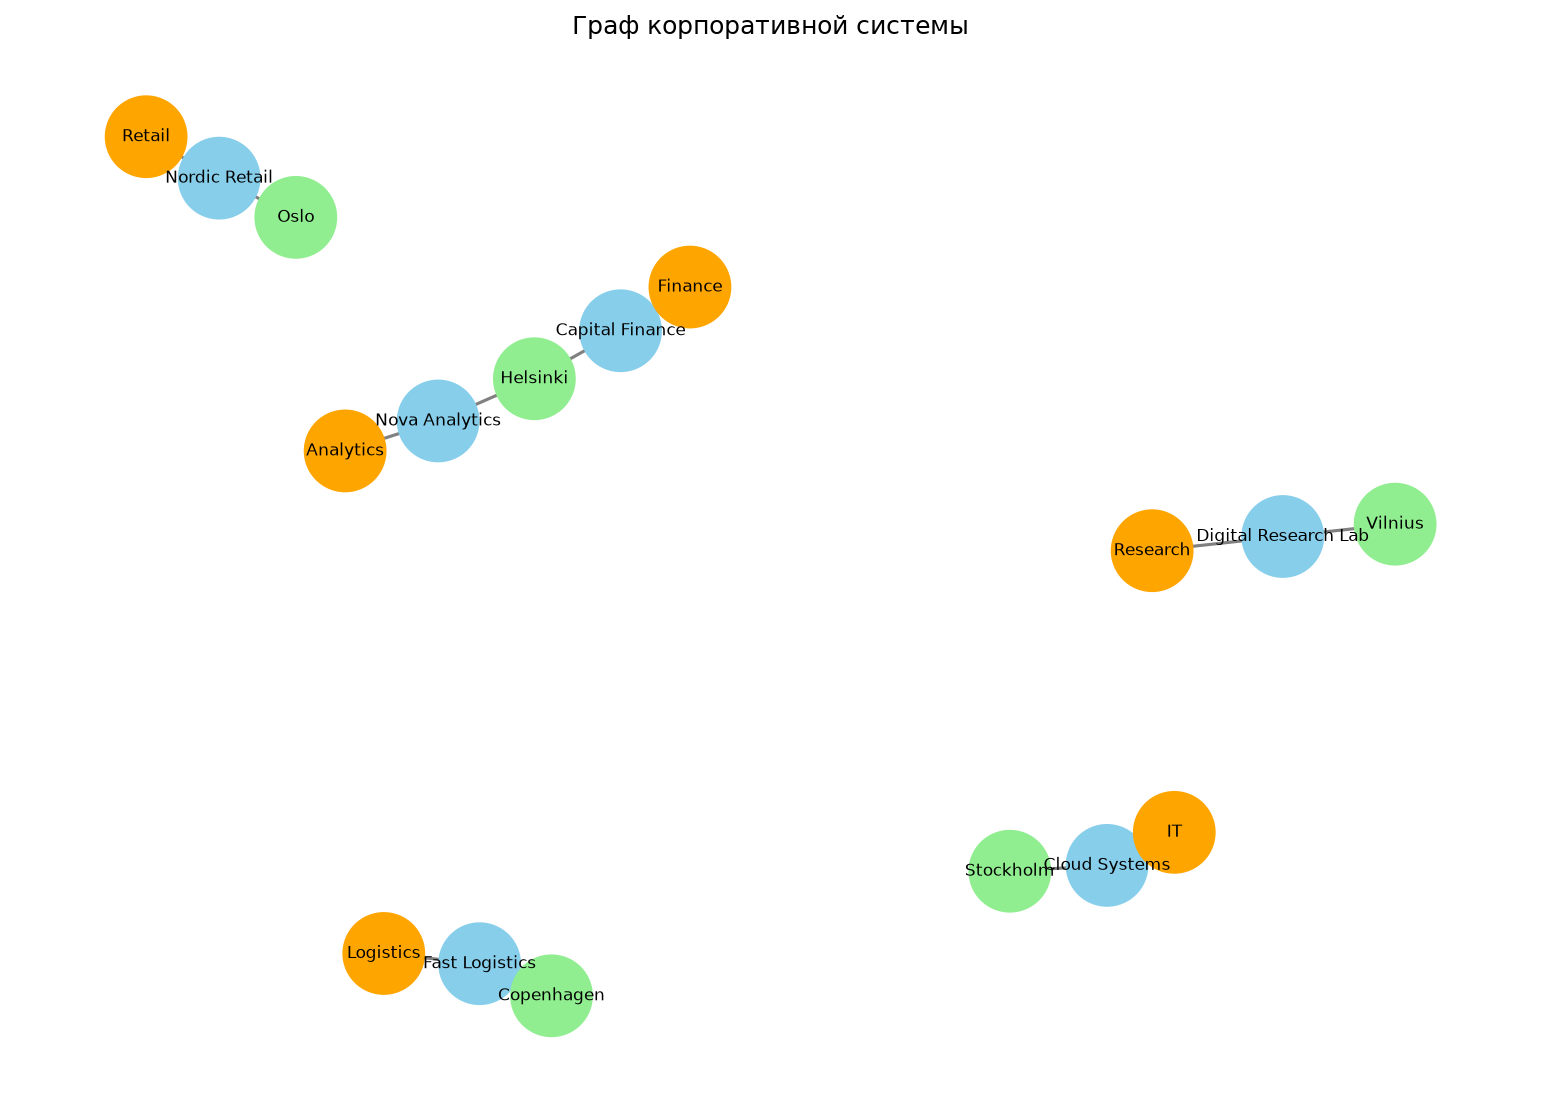 Граф корпоративной системы
Retail
Nordic Retail
Oslo
Finance
Capital Finance
Helsinki
Nova Analytics
Analytics
Vilnius
Digital Research Lab
Research
IT
Cloud Systems
Stockholm
Logistics
Fast Logistics
Copenhagen